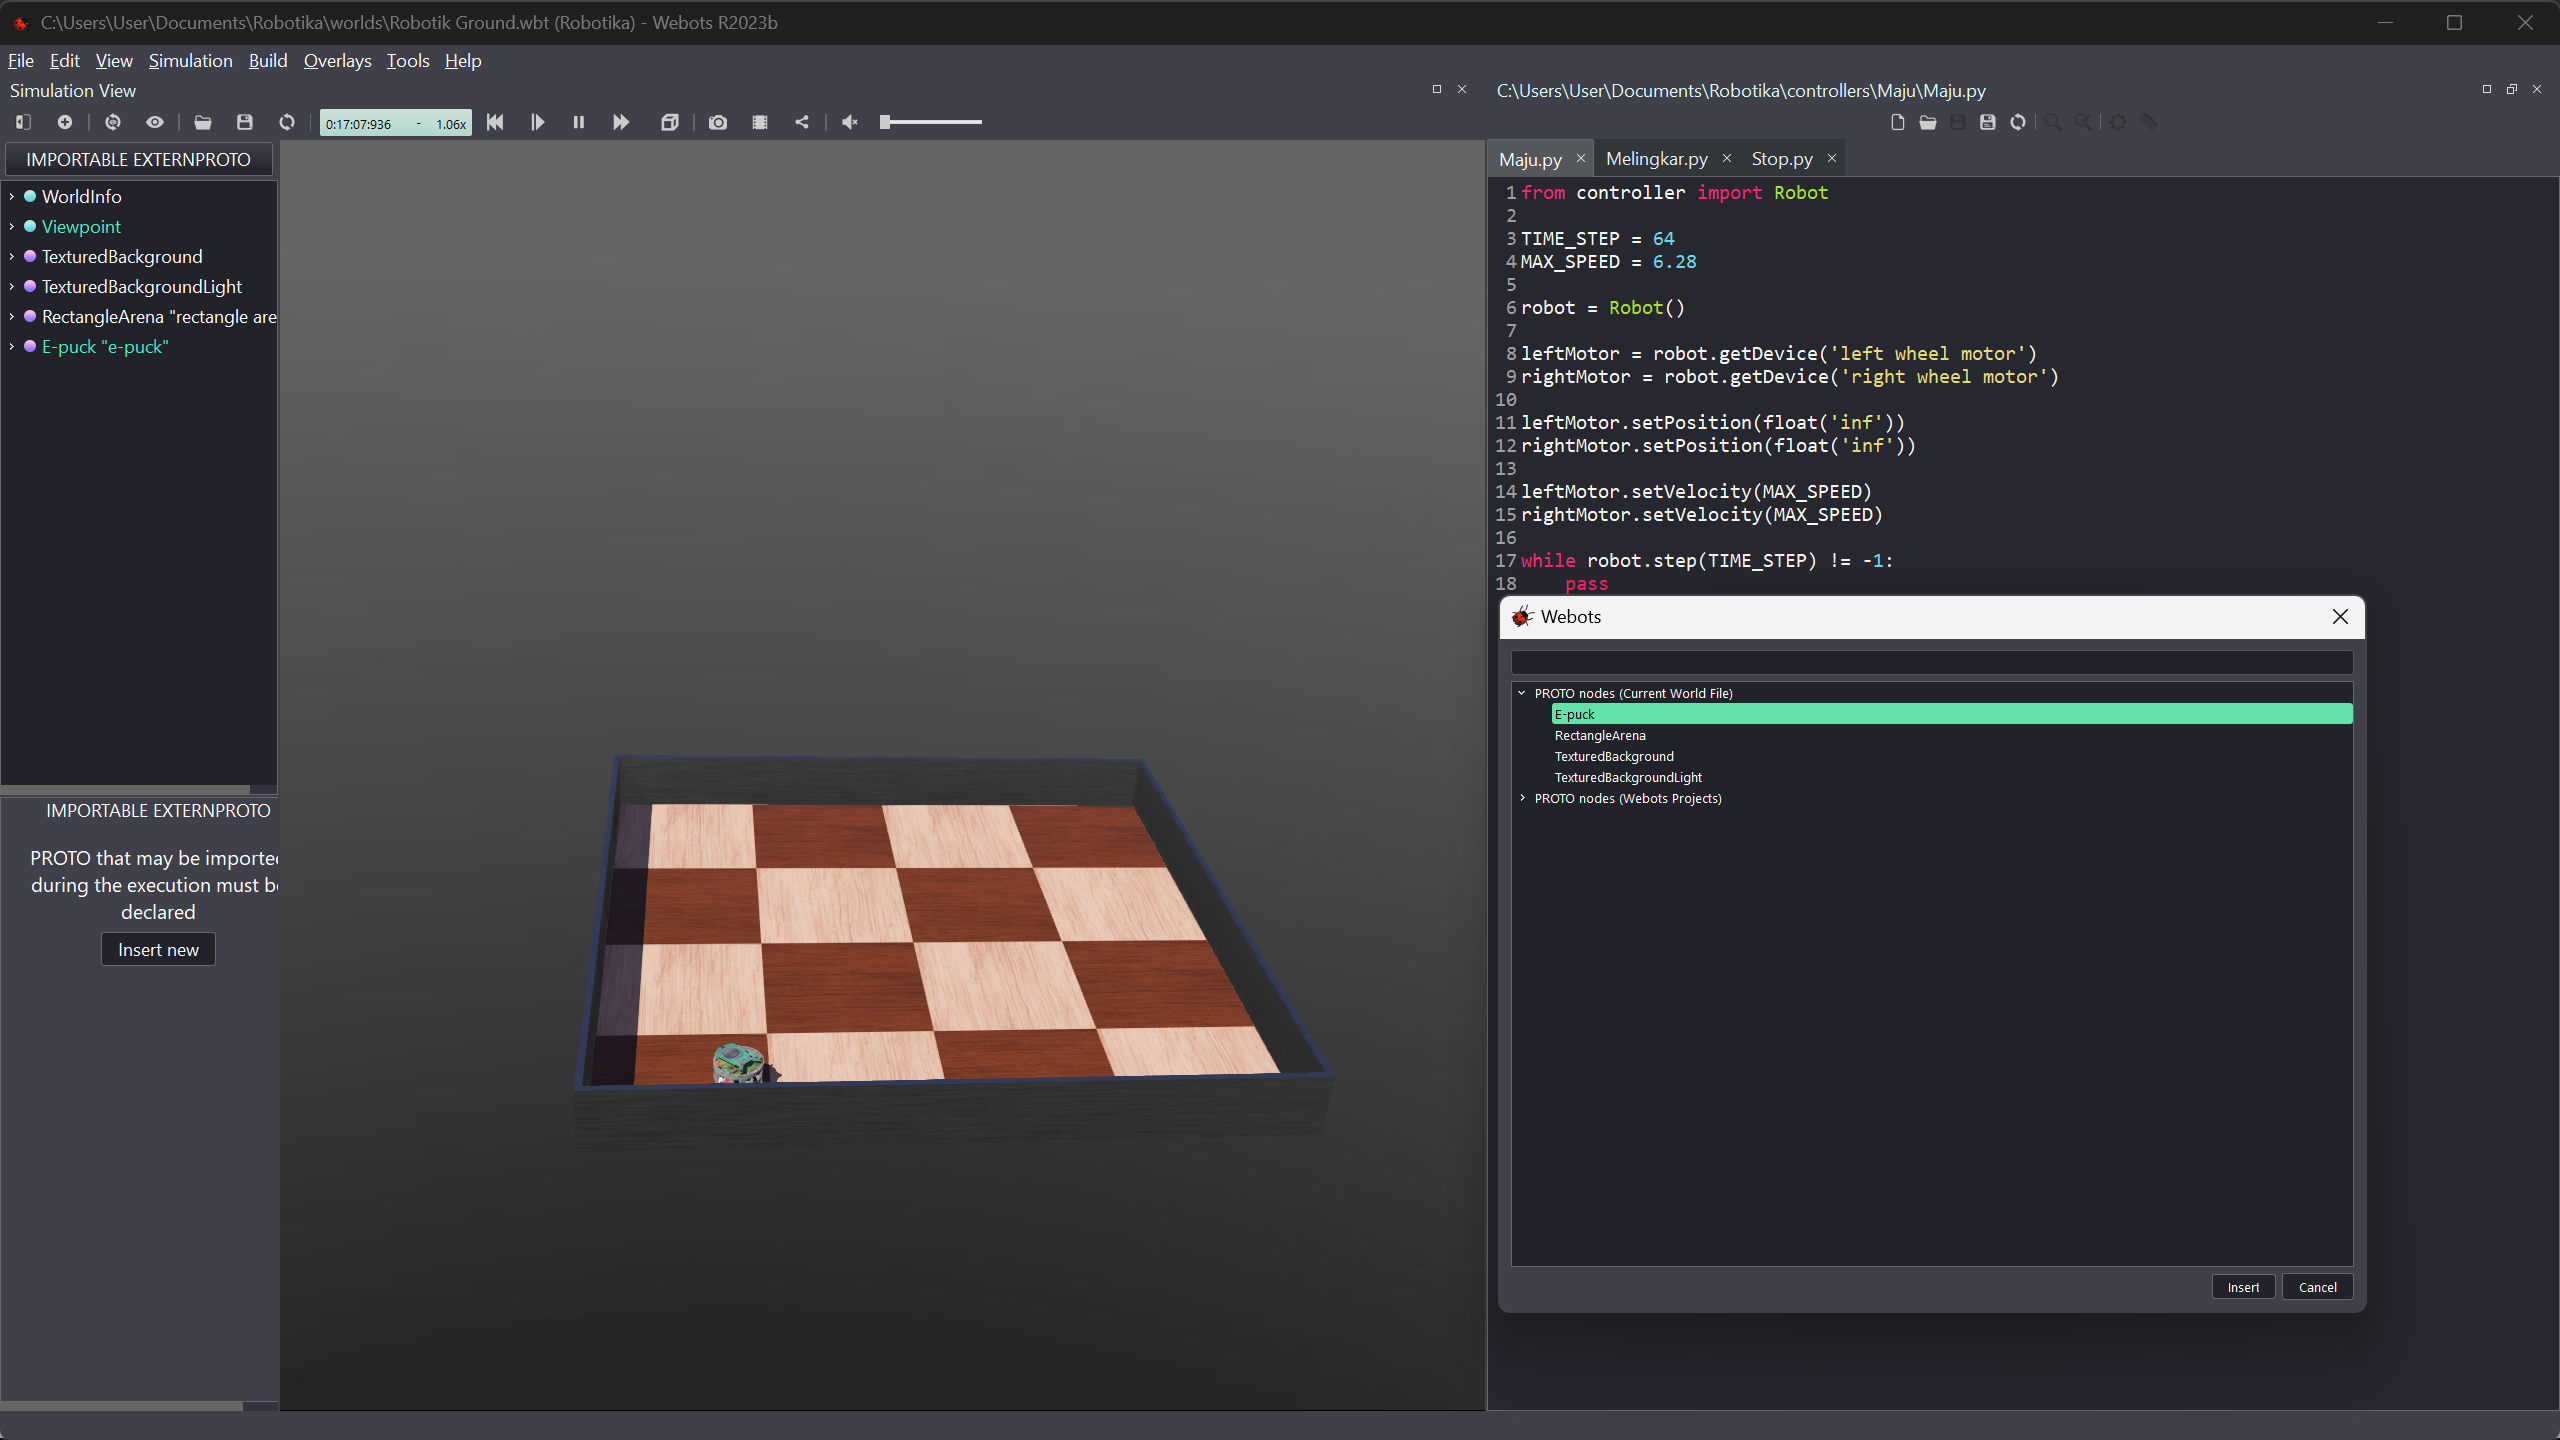 C:\Users\User\Documents\Robotika\worlds\Robotik Ground.wbt (Robotika) - Webots R2023b
File Edit View Simulation Build Overlays Tools Help
Simulation View
0:17:07:936 - 1.06x
IMPORTABLE EXTERNPROTO
WorldInfo
Viewpoint
TexturedBackground
TexturedBackgroundLight
RectangleArena "rectangle are
E-puck "e-puck"
IMPORTABLE EXTERNPROTO
PROTO that may be importe
during the execution must b
declared
Insert new
C:\Users\User\Documents\Robotika\controllers\Maju\Maju.py
Maju.py Melingkar.py Stop.py
1 from controller import Robot
2
3 TIME_STEP = 64
4 MAX_SPEED = 6.28
5
6 robot = Robot()
7
8 leftMotor = robot.getDevice('left wheel motor')
9 rightMotor = robot.getDevice('right wheel motor')
10
11 leftMotor.setPosition(float('inf'))
12 rightMotor.setPosition(float('inf'))
13
14 leftMotor.setVelocity(MAX_SPEED)
15 rightMotor.setVelocity(MAX_SPEED)
16
17 while robot.step(TIME_STEP) != -1:
18     pass
Webots
PROTO nodes (Current World File)
E-puck
RectangleArena
TexturedBackground
TexturedBackgroundLight
PROTO nodes (Webots Projects)
Insert Cancel